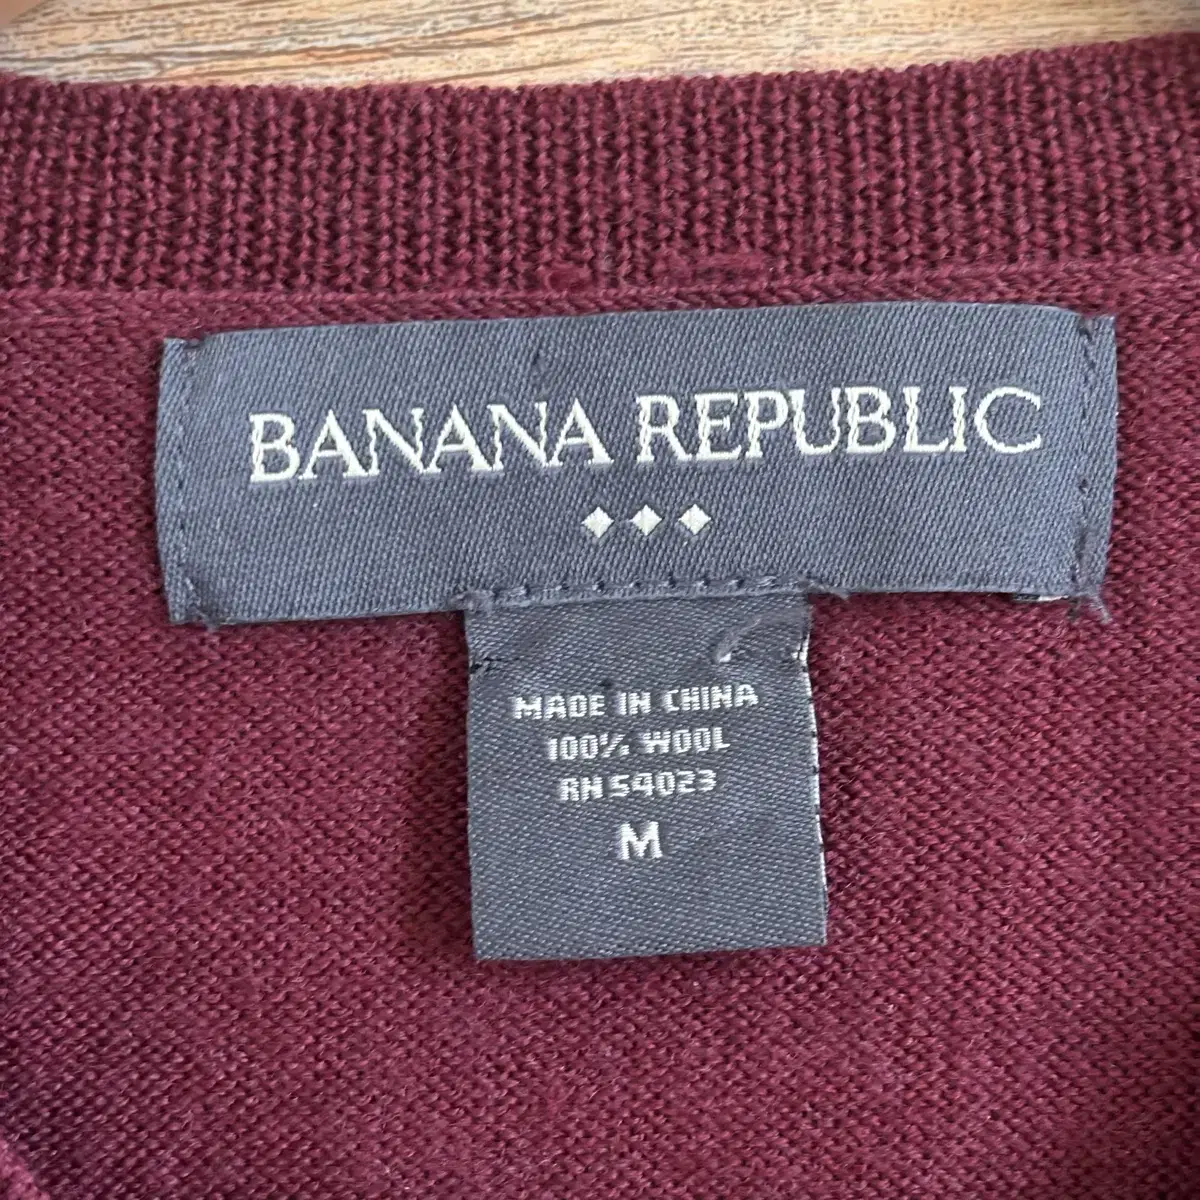 BANANA REPUBLIC
MADE IN CHINA
100% WOOL
RN 54023
M